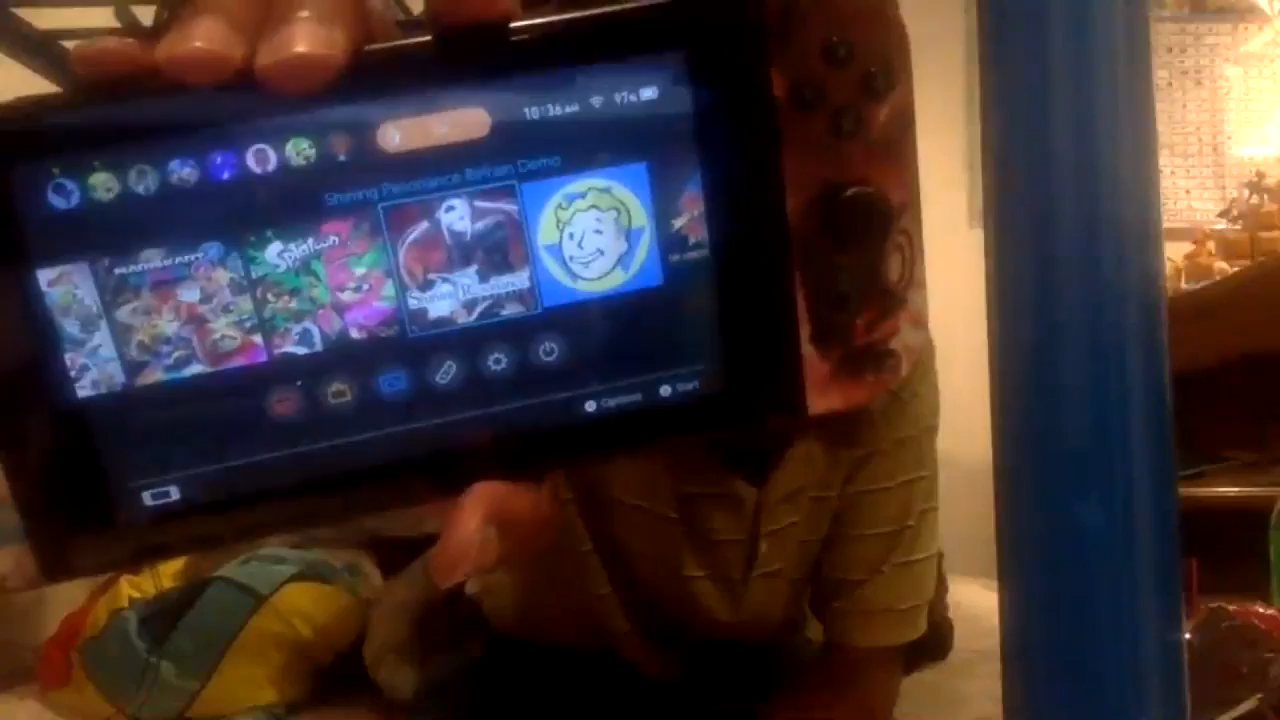 10:36 AM 97%
Shining Resonance Refrain Demo
MARIO KART
Splatoon
Shining Resonance
Options
Start